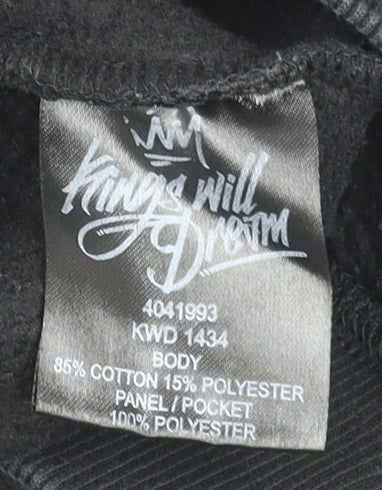 Kings will
Dream
4041993
KWD 1434
BODY
85% COTTON 15% POLYESTER
PANEL / POCKET
100% POLYESTER